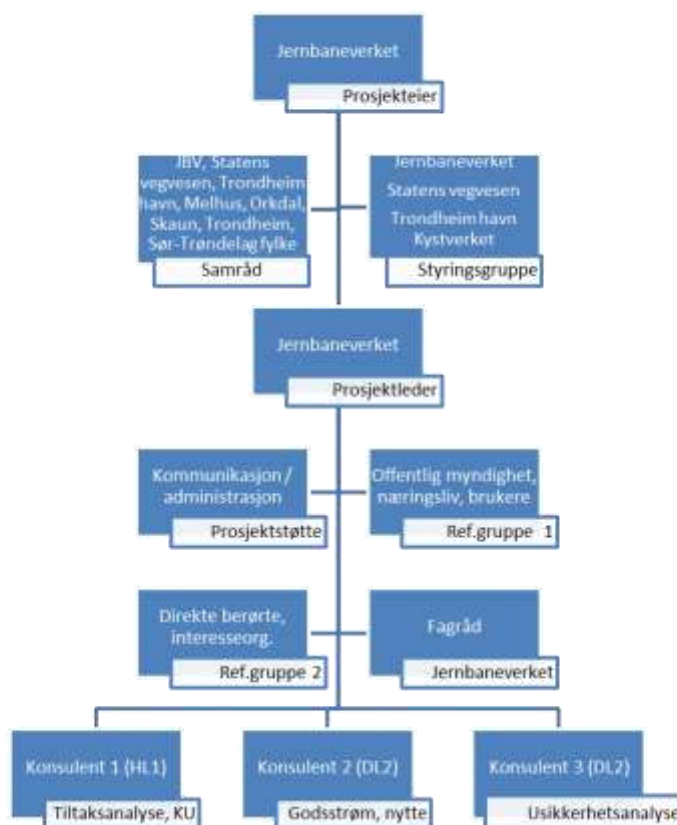 Jernbaneverket
Prosjekteier
JBV, Statens
vegvesen, Trondheim
havn, Melhus, Orkdal,
Skaun, Trondheim,
Sør-Trøndelag fylke
Samråd
Jernbaneverket
Statens vegvesen
Trondheim havn
Kystverket
Styringsgruppe
Jernbaneverket
Prosjektleder
Kommunikasjon /
administrasjon
Prosjektstøtte
Offentlig myndighet,
næringsliv, brukere
Ref.gruppe 1
Direkte berørte,
interesseorg.
Ref.gruppe 2
Fagråd
Jernbaneverket
Konsulent 1 (HL1)
Tiltaksanalyse, KU
Konsulent 2 (DL2)
Godsstrøm, nytte
Konsulent 3 (DL2)
Usikkerhetsanalyse